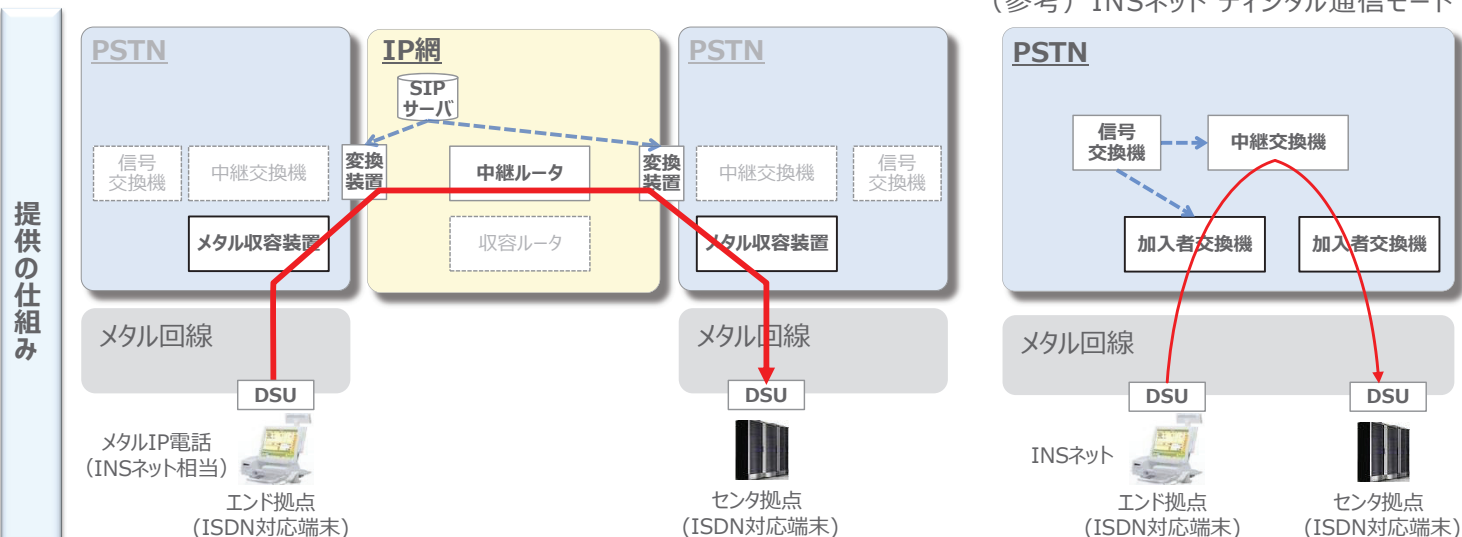 (参考) INSネット ディジタル通信モード
提供の仕組み
PSTN
信号
交換機
中継交換機
メタル収容装置
変換
装置
IP網
SIP
サーバ
中継ルータ
収容ルータ
変換
装置
PSTN
中継交換機
信号
交換機
メタル収容装置
メタル回線
DSU
メタルIP電話
(INSネット相当)
エンド拠点
(ISDN対応端末)
メタル回線
DSU
センタ拠点
(ISDN対応端末)
PSTN
信号
交換機
中継交換機
加入者交換機
加入者交換機
メタル回線
DSU
DSU
INSネット
エンド拠点
(ISDN対応端末)
センタ拠点
(ISDN対応端末)